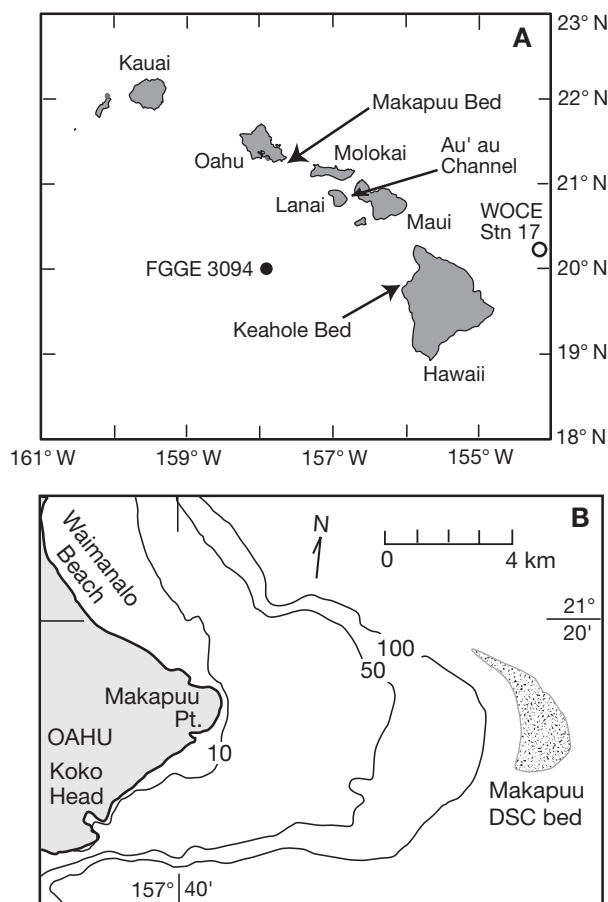 A
23° N
Kauai
22° N
Makapuu Bed
Oahu
Molokai
Au' au
Channel
21° N
Lanai
Maui
WOCE
Stn 17
FGGE 3094
20° N
Keahole Bed
19° N
Hawaii
18° N
161° W
159° W
157° W
155° W
B
Waimanalo
Beach
N
0
4 km
21°
20'
100
50
Makapuu
Pt.
OAHU
10
Koko
Head
Makapuu
DSC bed
157° 40'